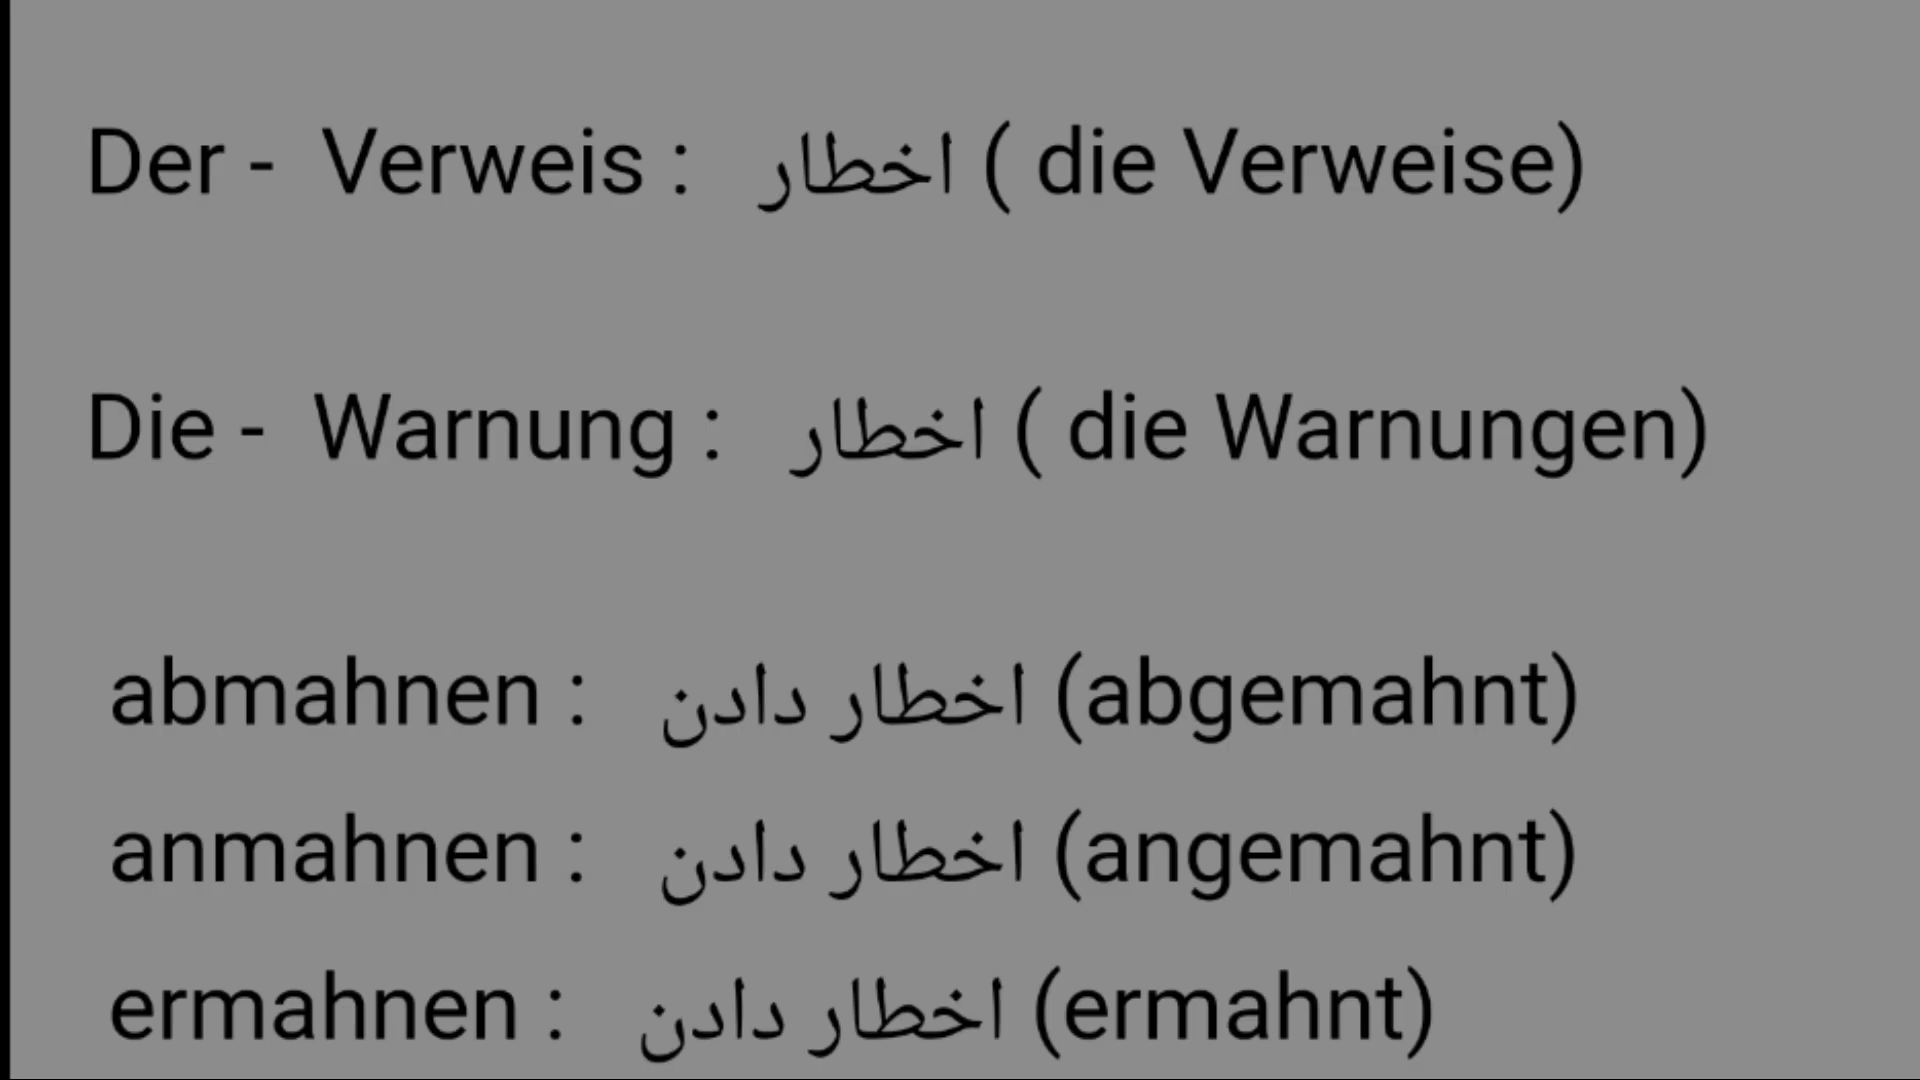 Der - Verweis : اخطار ( die Verweise)
Die - Warnung : اخطار ( die Warnungen)
abmahnen : اخطار دادن (abgemahnt)
anmahnen : اخطار دادن (angemahnt)
ermahnen : اخطار دادن (ermahnt)